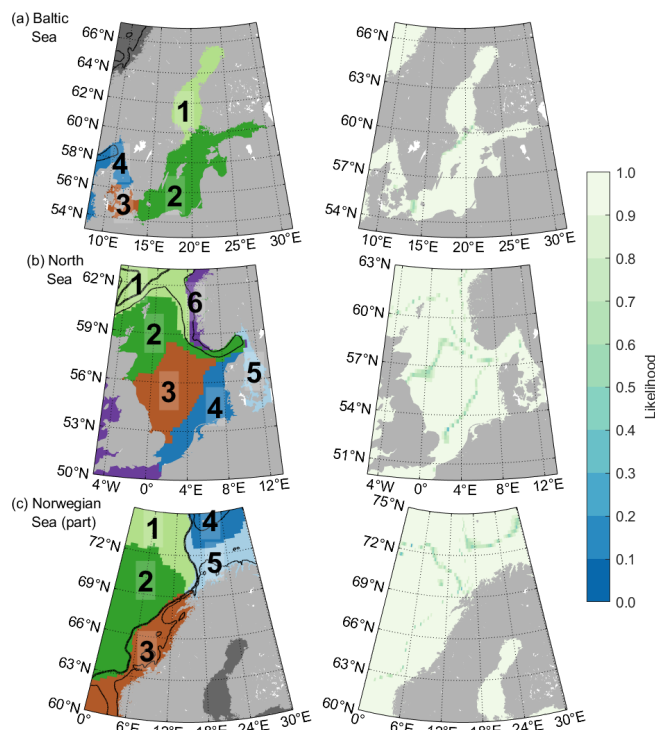 (a) Baltic
Sea
66°N
64°N
62°N
60°N
58°N
56°N
54°N
10°E
15°E
20°E
25°E
30°E
1
2
3
4
66°N
63°N
60°N
57°N
54°N
10°E
15°E
20°E
25°E
30°E
(b) North
Sea
62°N
59°N
56°N
53°N
50°N
4°W
0°
4°E
8°E
12°E
1
2
3
4
5
6
63°N
60°N
57°N
54°N
51°N
4°W
0°
4°E
8°E
12°E
(c) Norwegian
Sea (part)
72°N
69°N
66°N
63°N
60°N
0°
6°E
12°E
18°E
24°E
30°E
1
2
3
4
5
75°N
72°N
69°N
66°N
63°N
60°N
0°
6°E
12°E
18°E
24°E
30°E
1.0
0.9
0.8
0.7
0.6
0.5
0.4
0.3
0.2
0.1
0.0
Likelihood